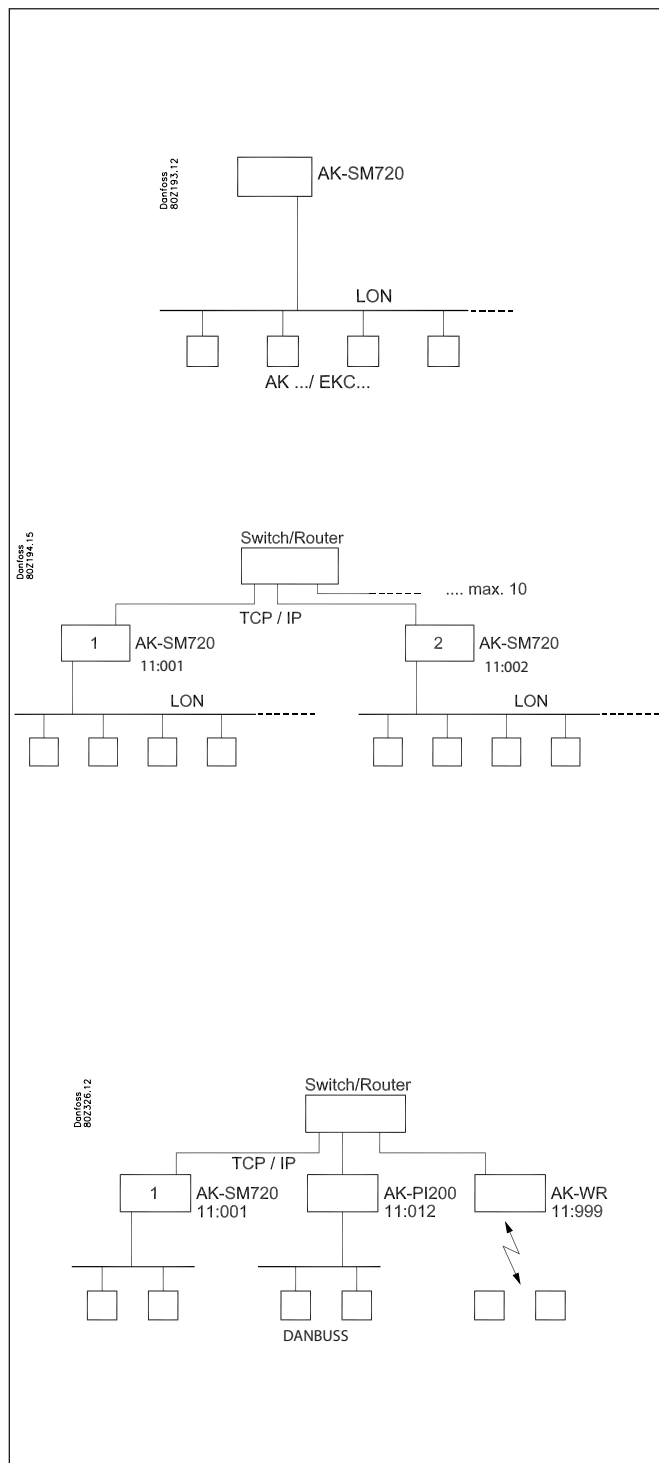 Danfoss
80Z193.12
AK-SM720
LON
AK .../ EKC...
Danfoss
80Z194.15
Switch/Router
.... max. 10
TCP / IP
1
AK-SM720
11:001
2
AK-SM720
11:002
LON
LON
Danfoss
80Z326.12
Switch/Router
TCP / IP
1
AK-SM720
11:001
AK-PI200
11:012
AK-WR
11:999
DANBUSS